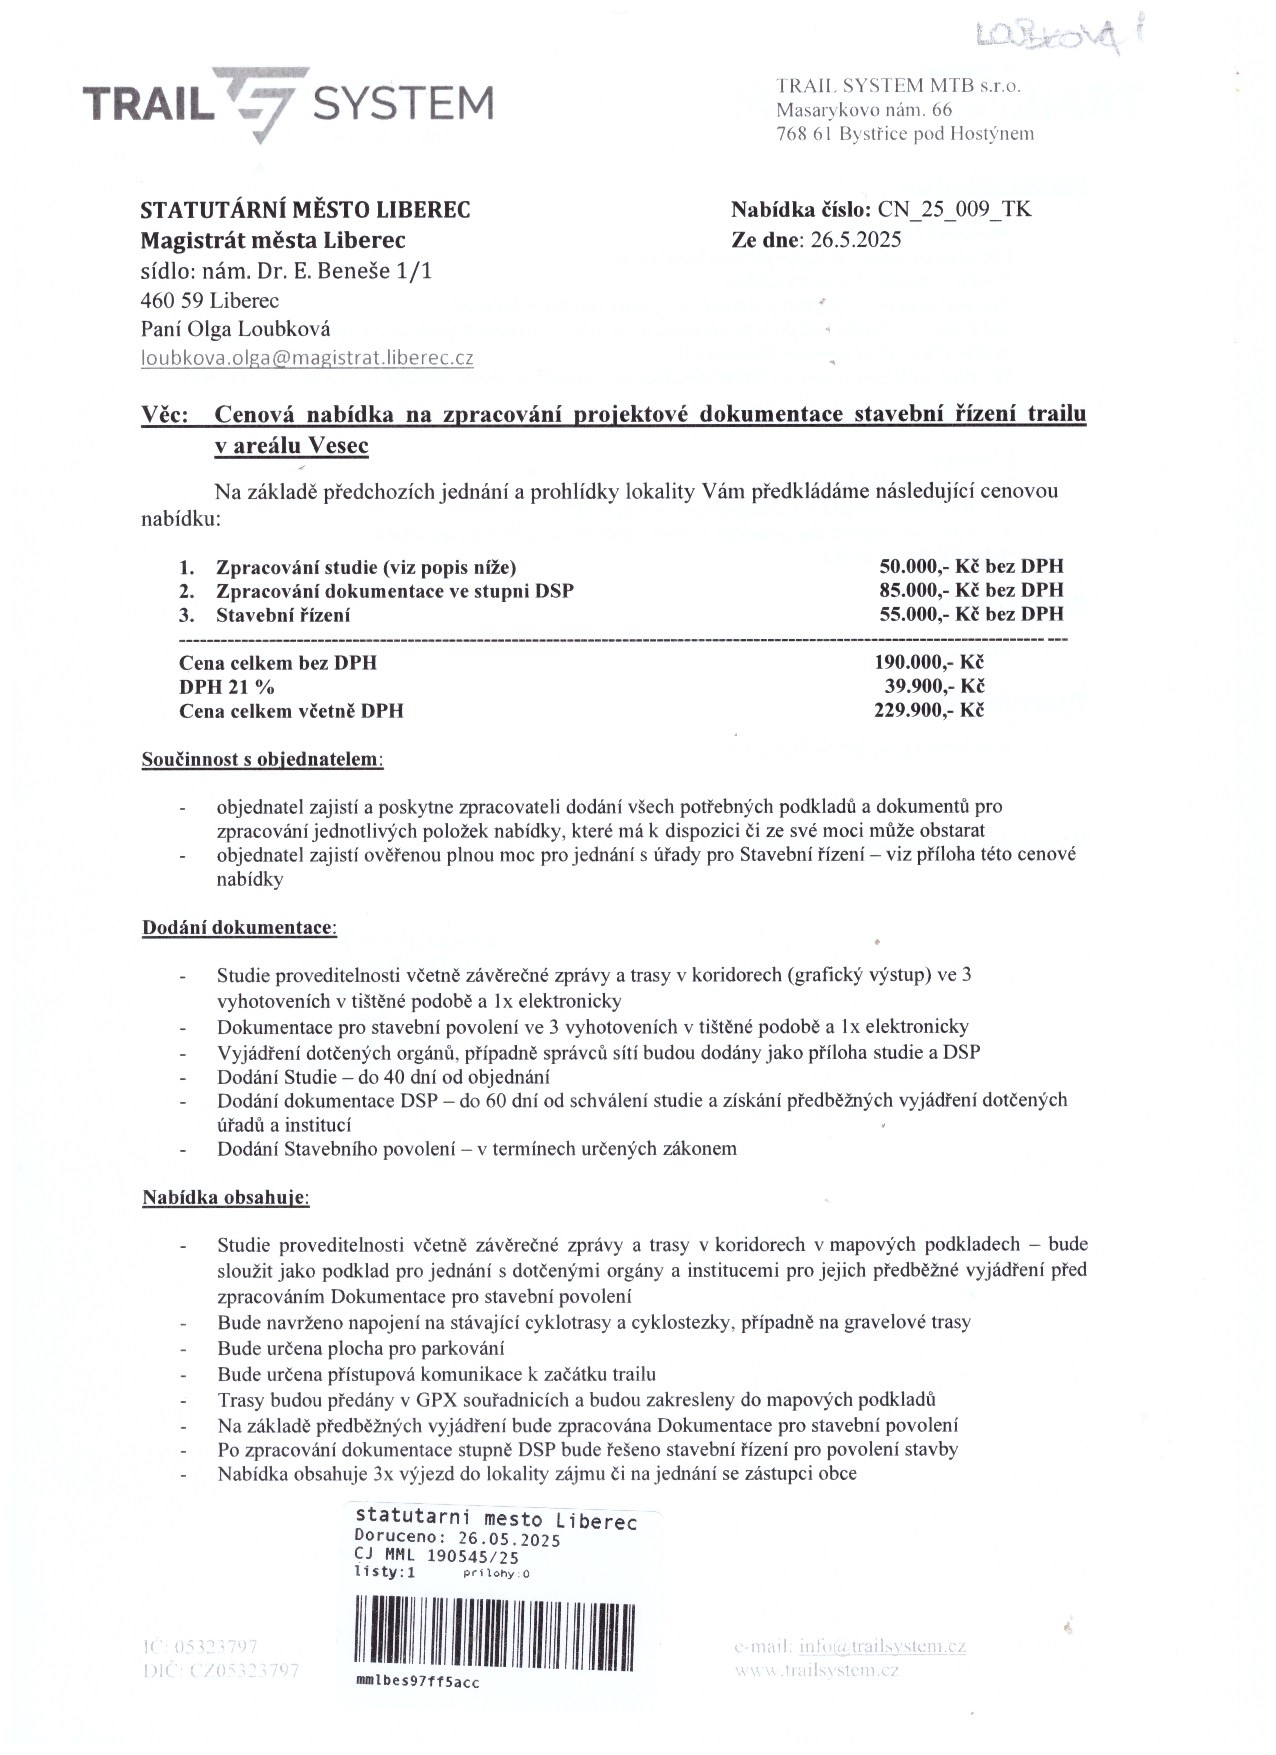 LOUBKOVÁ
TRAIL SYSTEM
TRAIL SYSTEM MTB s.r.o.
Masarykovo nám. 66
768 61 Bystřice pod Hostýnem
STATUTÁRNÍ MĚSTO LIBEREC
Magistrát města Liberec
sídlo: nám. Dr. E. Beneše 1/1
460 59 Liberec
Paní Olga Loubková
loubkova.olga@magistrat.liberec.cz
Nabídka číslo: CN_25_009_TK
Ze dne: 26.5.2025
Věc: Cenová nabídka na zpracování projektové dokumentace stavební řízení trailu
v areálu Vesec
Na základě předchozích jednání a prohlídky lokality Vám předkládáme následující cenovou
nabídku:
1. Zpracování studie (viz popis níže) 50.000,- Kč bez DPH
2. Zpracování dokumentace ve stupni DSP 85.000,- Kč bez DPH
3. Stavební řízení 55.000,- Kč bez DPH
Cena celkem bez DPH 190.000,- Kč
DPH 21 % 39.900,- Kč
Cena celkem včetně DPH 229.900,- Kč
Součinnost s objednatelem:
- objednatel zajistí a poskytne zpracovateli dodání všech potřebných podkladů a dokumentů pro
zpracování jednotlivých položek nabídky, které má k dispozici či ze své moci může obstarat
- objednatel zajistí ověřenou plnou moc pro jednání s úřady pro Stavební řízení – viz příloha této cenové
nabídky
Dodání dokumentace:
- Studie proveditelnosti včetně závěrečné zprávy a trasy v koridorech (grafický výstup) ve 3
vyhotoveních v tištěné podobě a 1x elektronicky
- Dokumentace pro stavební povolení ve 3 vyhotoveních v tištěné podobě a 1x elektronicky
- Vyjádření dotčených orgánů, případně správců sítí budou dodány jako příloha studie a DSP
- Dodání Studie – do 40 dní od objednání
- Dodání dokumentace DSP – do 60 dní od schválení studie a získání předběžných vyjádření dotčených
úřadů a institucí
- Dodání Stavebního povolení – v termínech určených zákonem
Nabídka obsahuje:
- Studie proveditelnosti včetně závěrečné zprávy a trasy v koridorech v mapových podkladech – bude
sloužit jako podklad pro jednání s dotčenými orgány a institucemi pro jejich předběžné vyjádření před
zpracováním Dokumentace pro stavební povolení
- Bude navrženo napojení na stávající cyklotrasy a cyklostezky, případně na gravelové trasy
- Bude určena plocha pro parkování
- Bude určena přístupová komunikace k začátku trailu
- Trasy budou předány v GPX souřadnicích a budou zakresleny do mapových podkladů
- Na základě předběžných vyjádření bude zpracována Dokumentace pro stavební povolení
- Po zpracování dokumentace stupně DSP bude řešeno stavební řízení pro povolení stavby
- Nabídka obsahuje 3x výjezd do lokality zájmu či na jednání se zástupci obce
statutarni mesto Liberec
Doruceno: 26.05.2025
CJ MML 190545/25
listy:1 prilohy:0
mmlbes97ff5acc
IČ: 05323797
DIČ: CZ05323797
e-mail: info@trailsystem.cz
www.trailsystem.cz